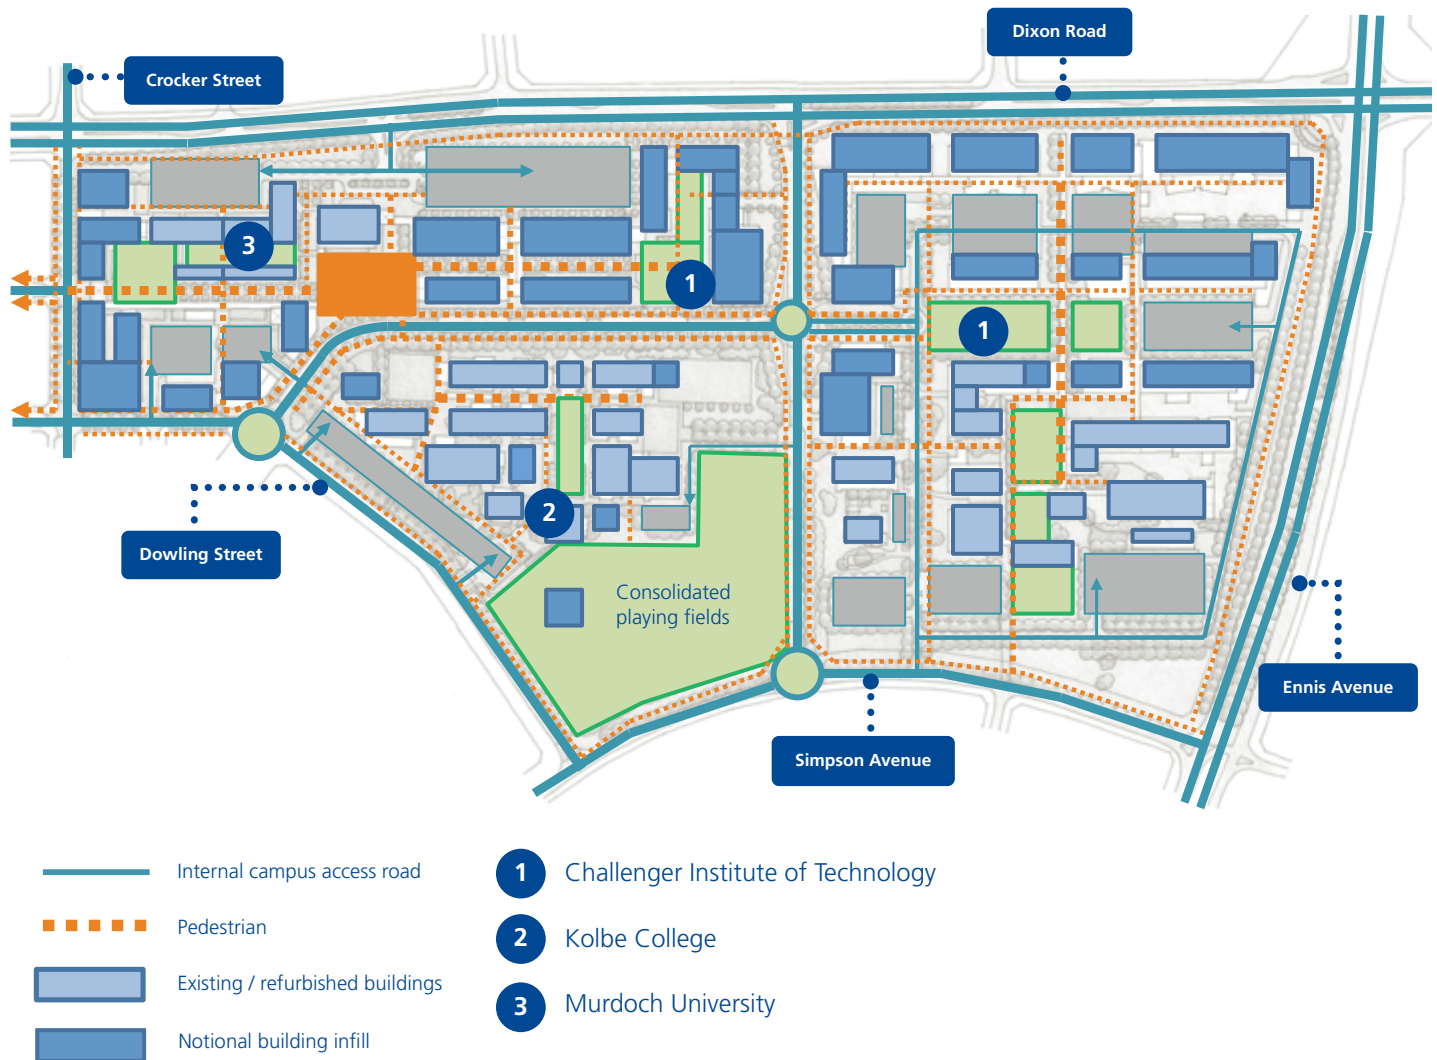 Dixon Road
Crocker Street
3
1
1
2
Dowling Street
Consolidated
playing fields
Ennis Avenue
Simpson Avenue
Internal campus access road
Pedestrian
Existing / refurbished buildings
Notional building infill
1 Challenger Institute of Technology
2 Kolbe College
3 Murdoch University